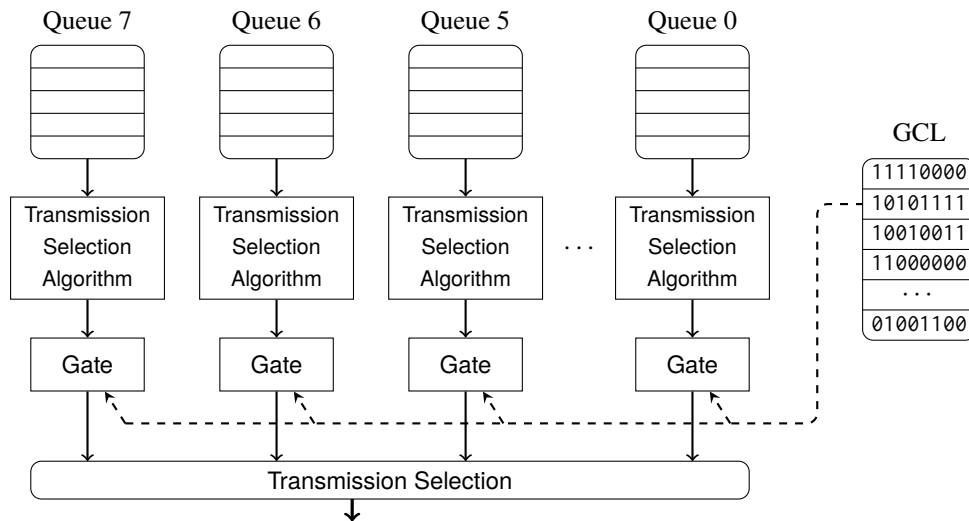 Queue 7
Queue 6
Queue 5
Queue 0
GCL
11110000
10101111
10010011
11000000
...
01001100
Transmission
Selection
Algorithm
Transmission
Selection
Algorithm
Transmission
Selection
Algorithm
...
Transmission
Selection
Algorithm
Gate
Gate
Gate
Gate
Transmission Selection